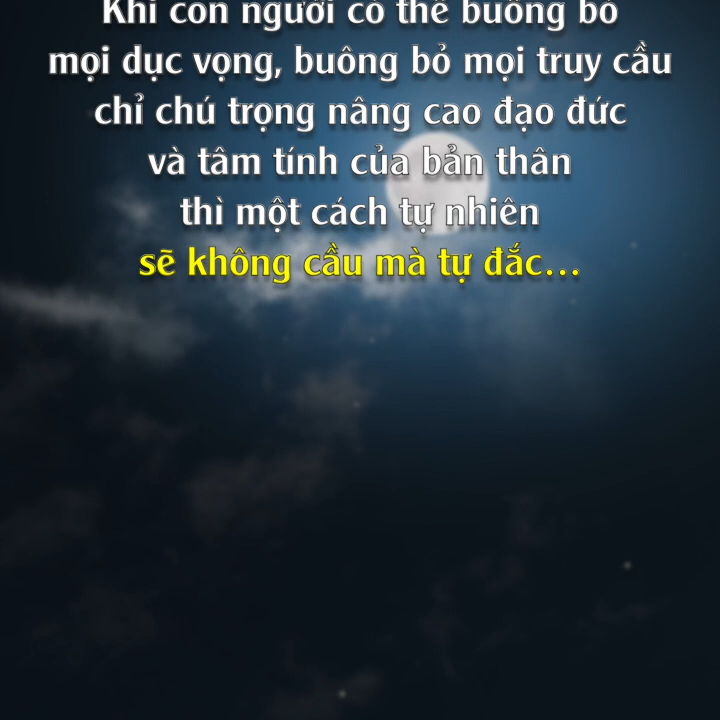 Khi con người có thể buông bỏ
mọi dục vọng, buông bỏ mọi truy cầu
chỉ chú trọng nâng cao đạo đức
và tâm tính của bản thân
thì một cách tự nhiên
sẽ không cầu mà tự đắc...